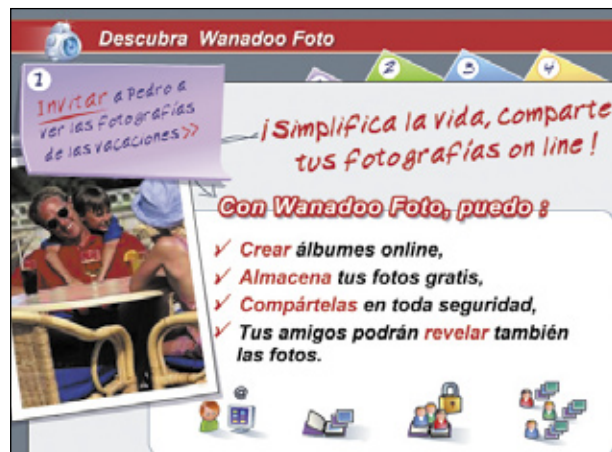 Descubra Wanadoo Foto
1
2
3
4
Invitar a Pedro a
ver las fotografías
de las vacaciones>>
¡Simplifica la vida, comparte
tus fotografías on line!
Con Wanadoo Foto, puedo :
✓ Crear álbumes online,
✓ Almacena tus fotos gratis,
✓ Compártelas en toda seguridad,
✓ Tus amigos podrán revelar también
las fotos.
@